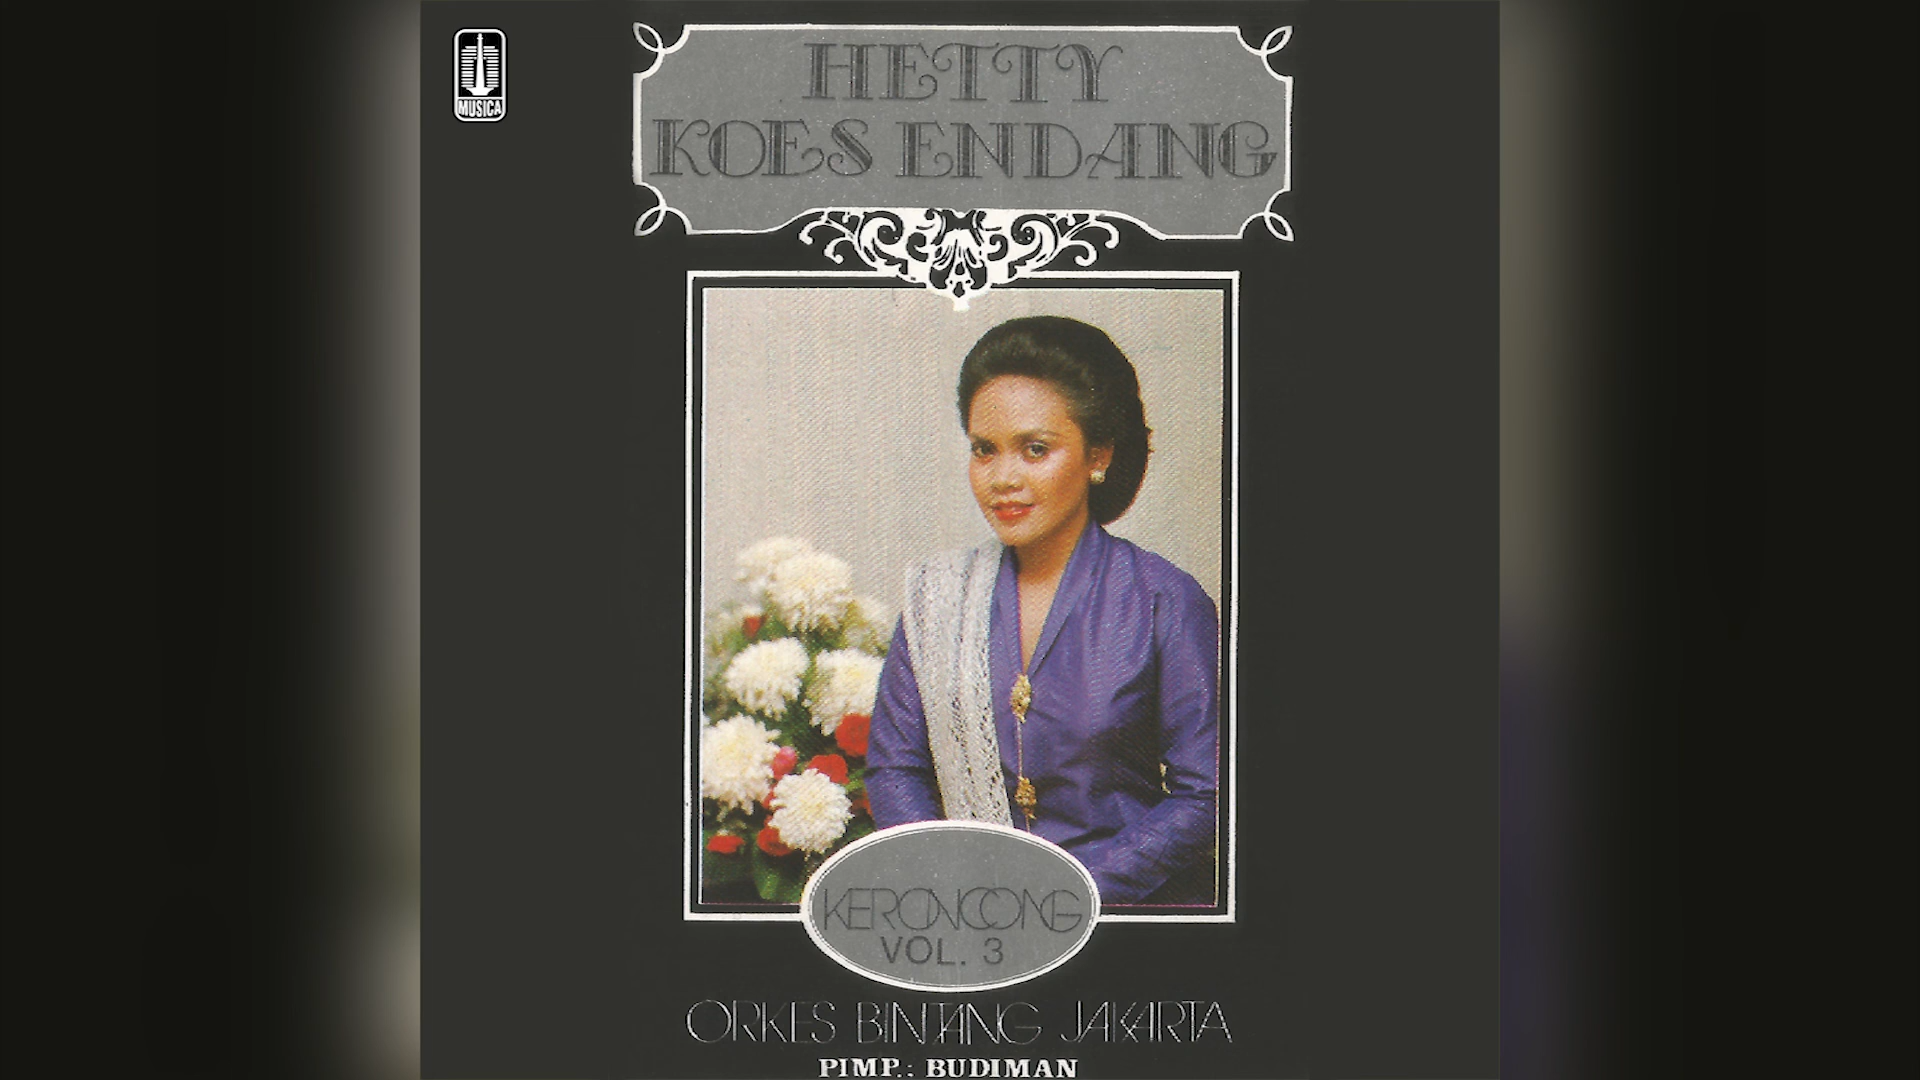 MUSICA
HETTY
KOES ENDANG
KERONCONG
VOL. 3
ORKES BINTANG JAKARTA
PIMP.: BUDIMAN